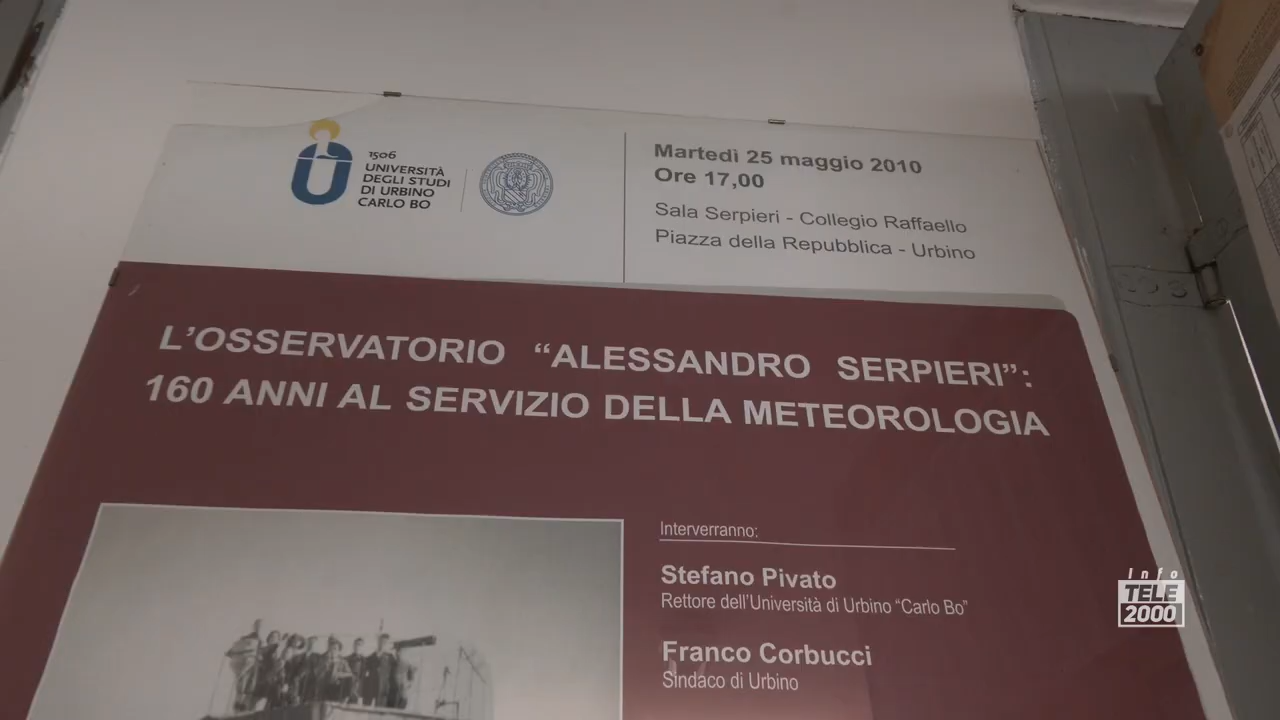 1506
UNIVERSITÀ
DEGLI STUDI
DI URBINO
CARLO BO
Martedì 25 maggio 2010
Ore 17,00
Sala Serpieri - Collegio Raffaello
Piazza della Repubblica - Urbino
L'OSSERVATORIO “ALESSANDRO SERPIERI”:
160 ANNI AL SERVIZIO DELLA METEOROLOGIA
Interverranno:
Stefano Pivato
Rettore dell'Università di Urbino “Carlo Bo”
Franco Corbucci
Sindaco di Urbino
Info
TELE
2000